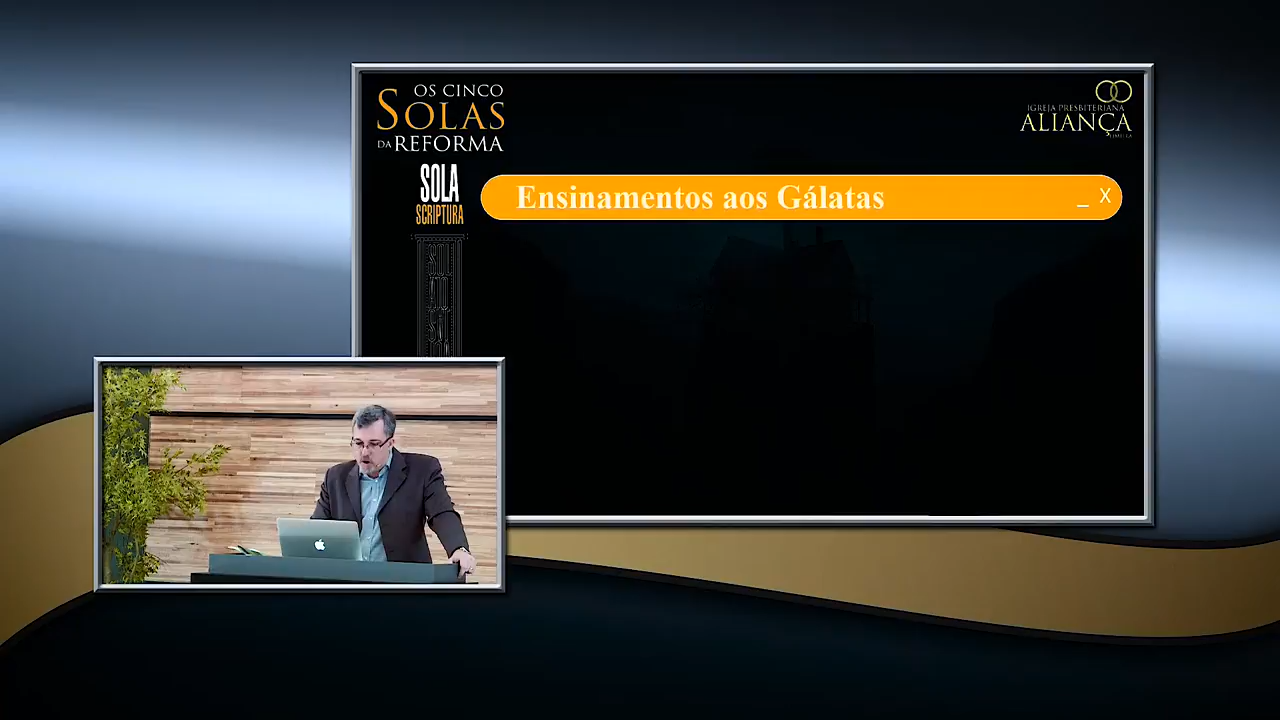 OS CINCO
SOLAS
DA REFORMA
IGREJA PRESBITERIANA
ALIANÇA
SOLA
SCRIPTURA
Ensinamentos aos Gálatas
_ X